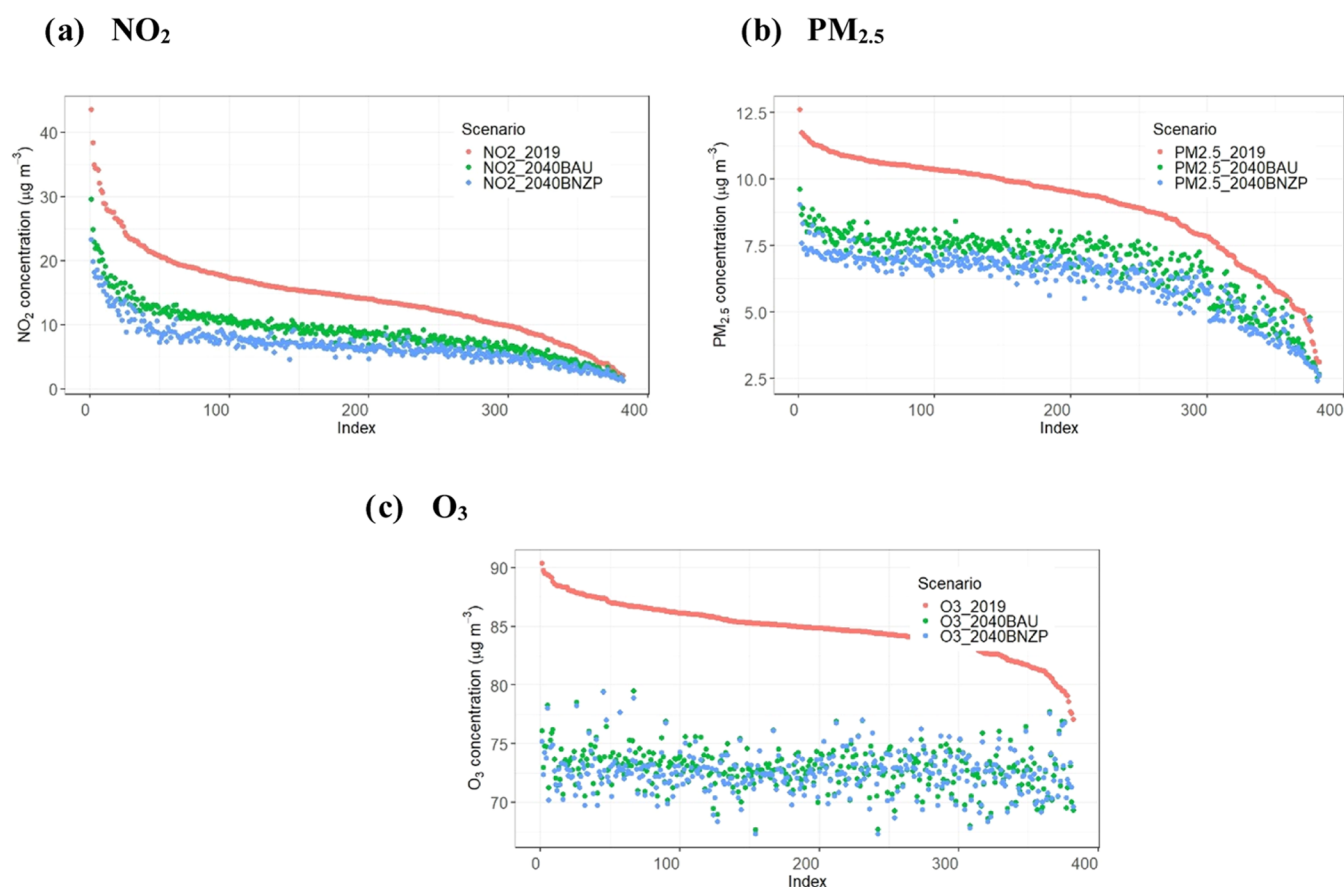 (a) NO₂
NO₂ concentration (μg m⁻³)
40
30
20
10
0
Scenario
NO2_2019
NO2_2040BAU
NO2_2040BNZP
0 100 200 300 400
Index
(b) PM₂.₅
PM₂.₅ concentration (μg m⁻³)
12.5
10.0
7.5
5.0
2.5
Scenario
PM2.5_2019
PM2.5_2040BAU
PM2.5_2040BNZP
0 100 200 300 400
Index
(c) O₃
O₃ concentration (μg m⁻³)
90
85
80
75
70
Scenario
O3_2019
O3_2040BAU
O3_2040BNZP
0 100 200 300 400
Index